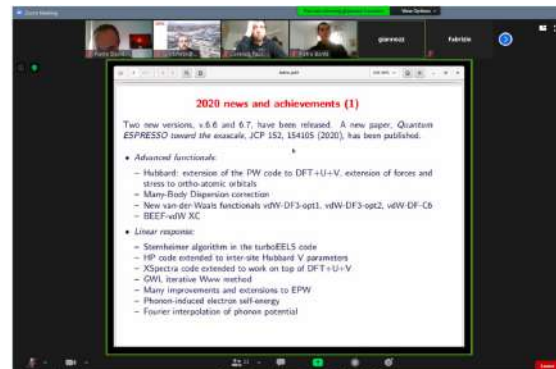 Zoom Meeting
View Options
giannozz
Fabrizio
2020 news and achievements (1)
Two new versions, v.6.6 and 6.7, have been released. A new paper, Quantum
ESPRESSO toward the exascale, JCP 152, 154105 (2020), has been published.
• Advanced functionals:
– Hubbard: extension of the PW code to DFT+U+V, extension of forces and
stress to ortho-atomic orbitals
– Many-Body Dispersion correction
– New van-der-Waals functionals vdW-DF3-opt1, vdW-DF3-opt2, vdW-DF-C6
– BEEF-vdW XC
• Linear response:
– Sternheimer algorithm in the turboEELS code
– HP code extended to inter-site Hubbard V parameters
– XSpectra code extended to work on top of DFT+U+V
– GWL iterative Www method
– Many improvements and extensions to EPW
– Phonon-induced electron self-energy
– Fourier interpolation of phonon potential